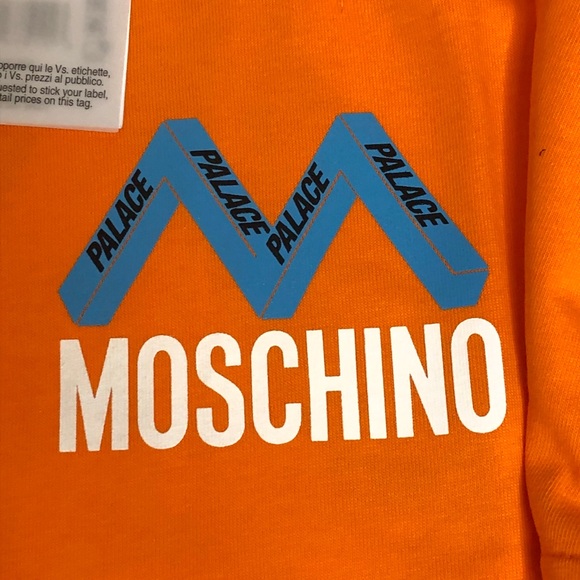 pporre qui le Vs. etichette,
i Vs. prezzi al pubblico.
uested to stick your label,
tail prices on this tag.
PALACE
PALACE
PALACE
PALACE
MOSCHINO